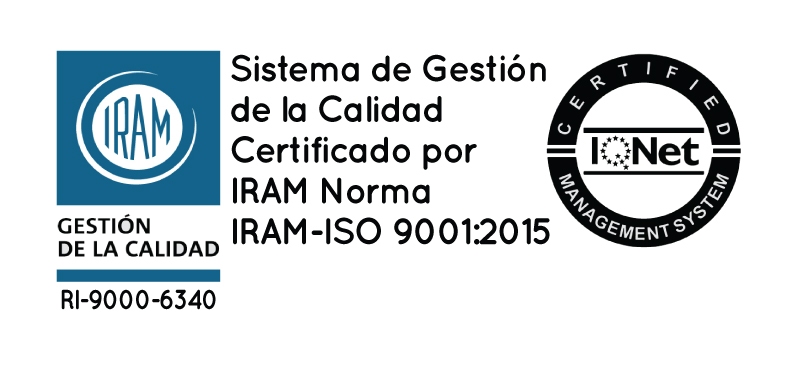 IRAM
GESTIÓN
DE LA CALIDAD
RI-9000-6340
Sistema de Gestión
de la Calidad
Certificado por
IRAM Norma
IRAM-ISO 9001:2015
CERTIFIED
IQNet
MANAGEMENT SYSTEM